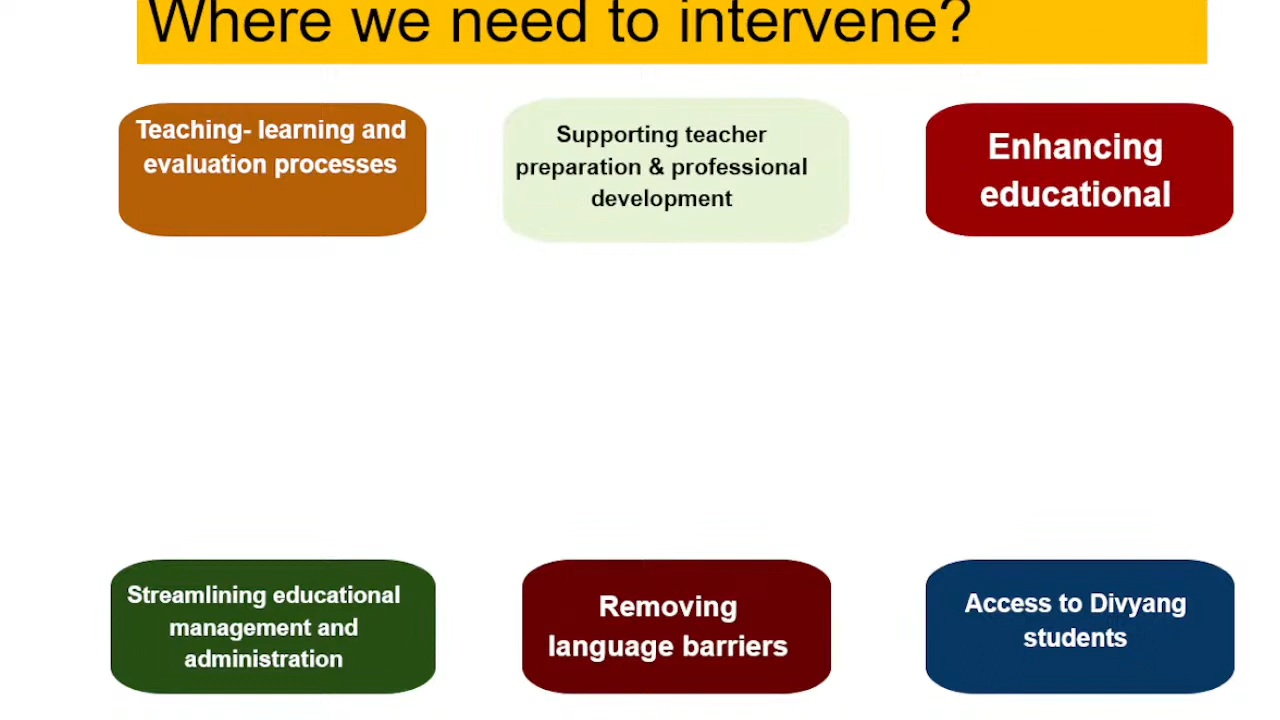 Where we need to intervene?
Teaching- learning and
evaluation processes
Supporting teacher
preparation & professional
development
Enhancing
educational
Streamlining educational
management and
administration
Removing
language barriers
Access to Divyang
students